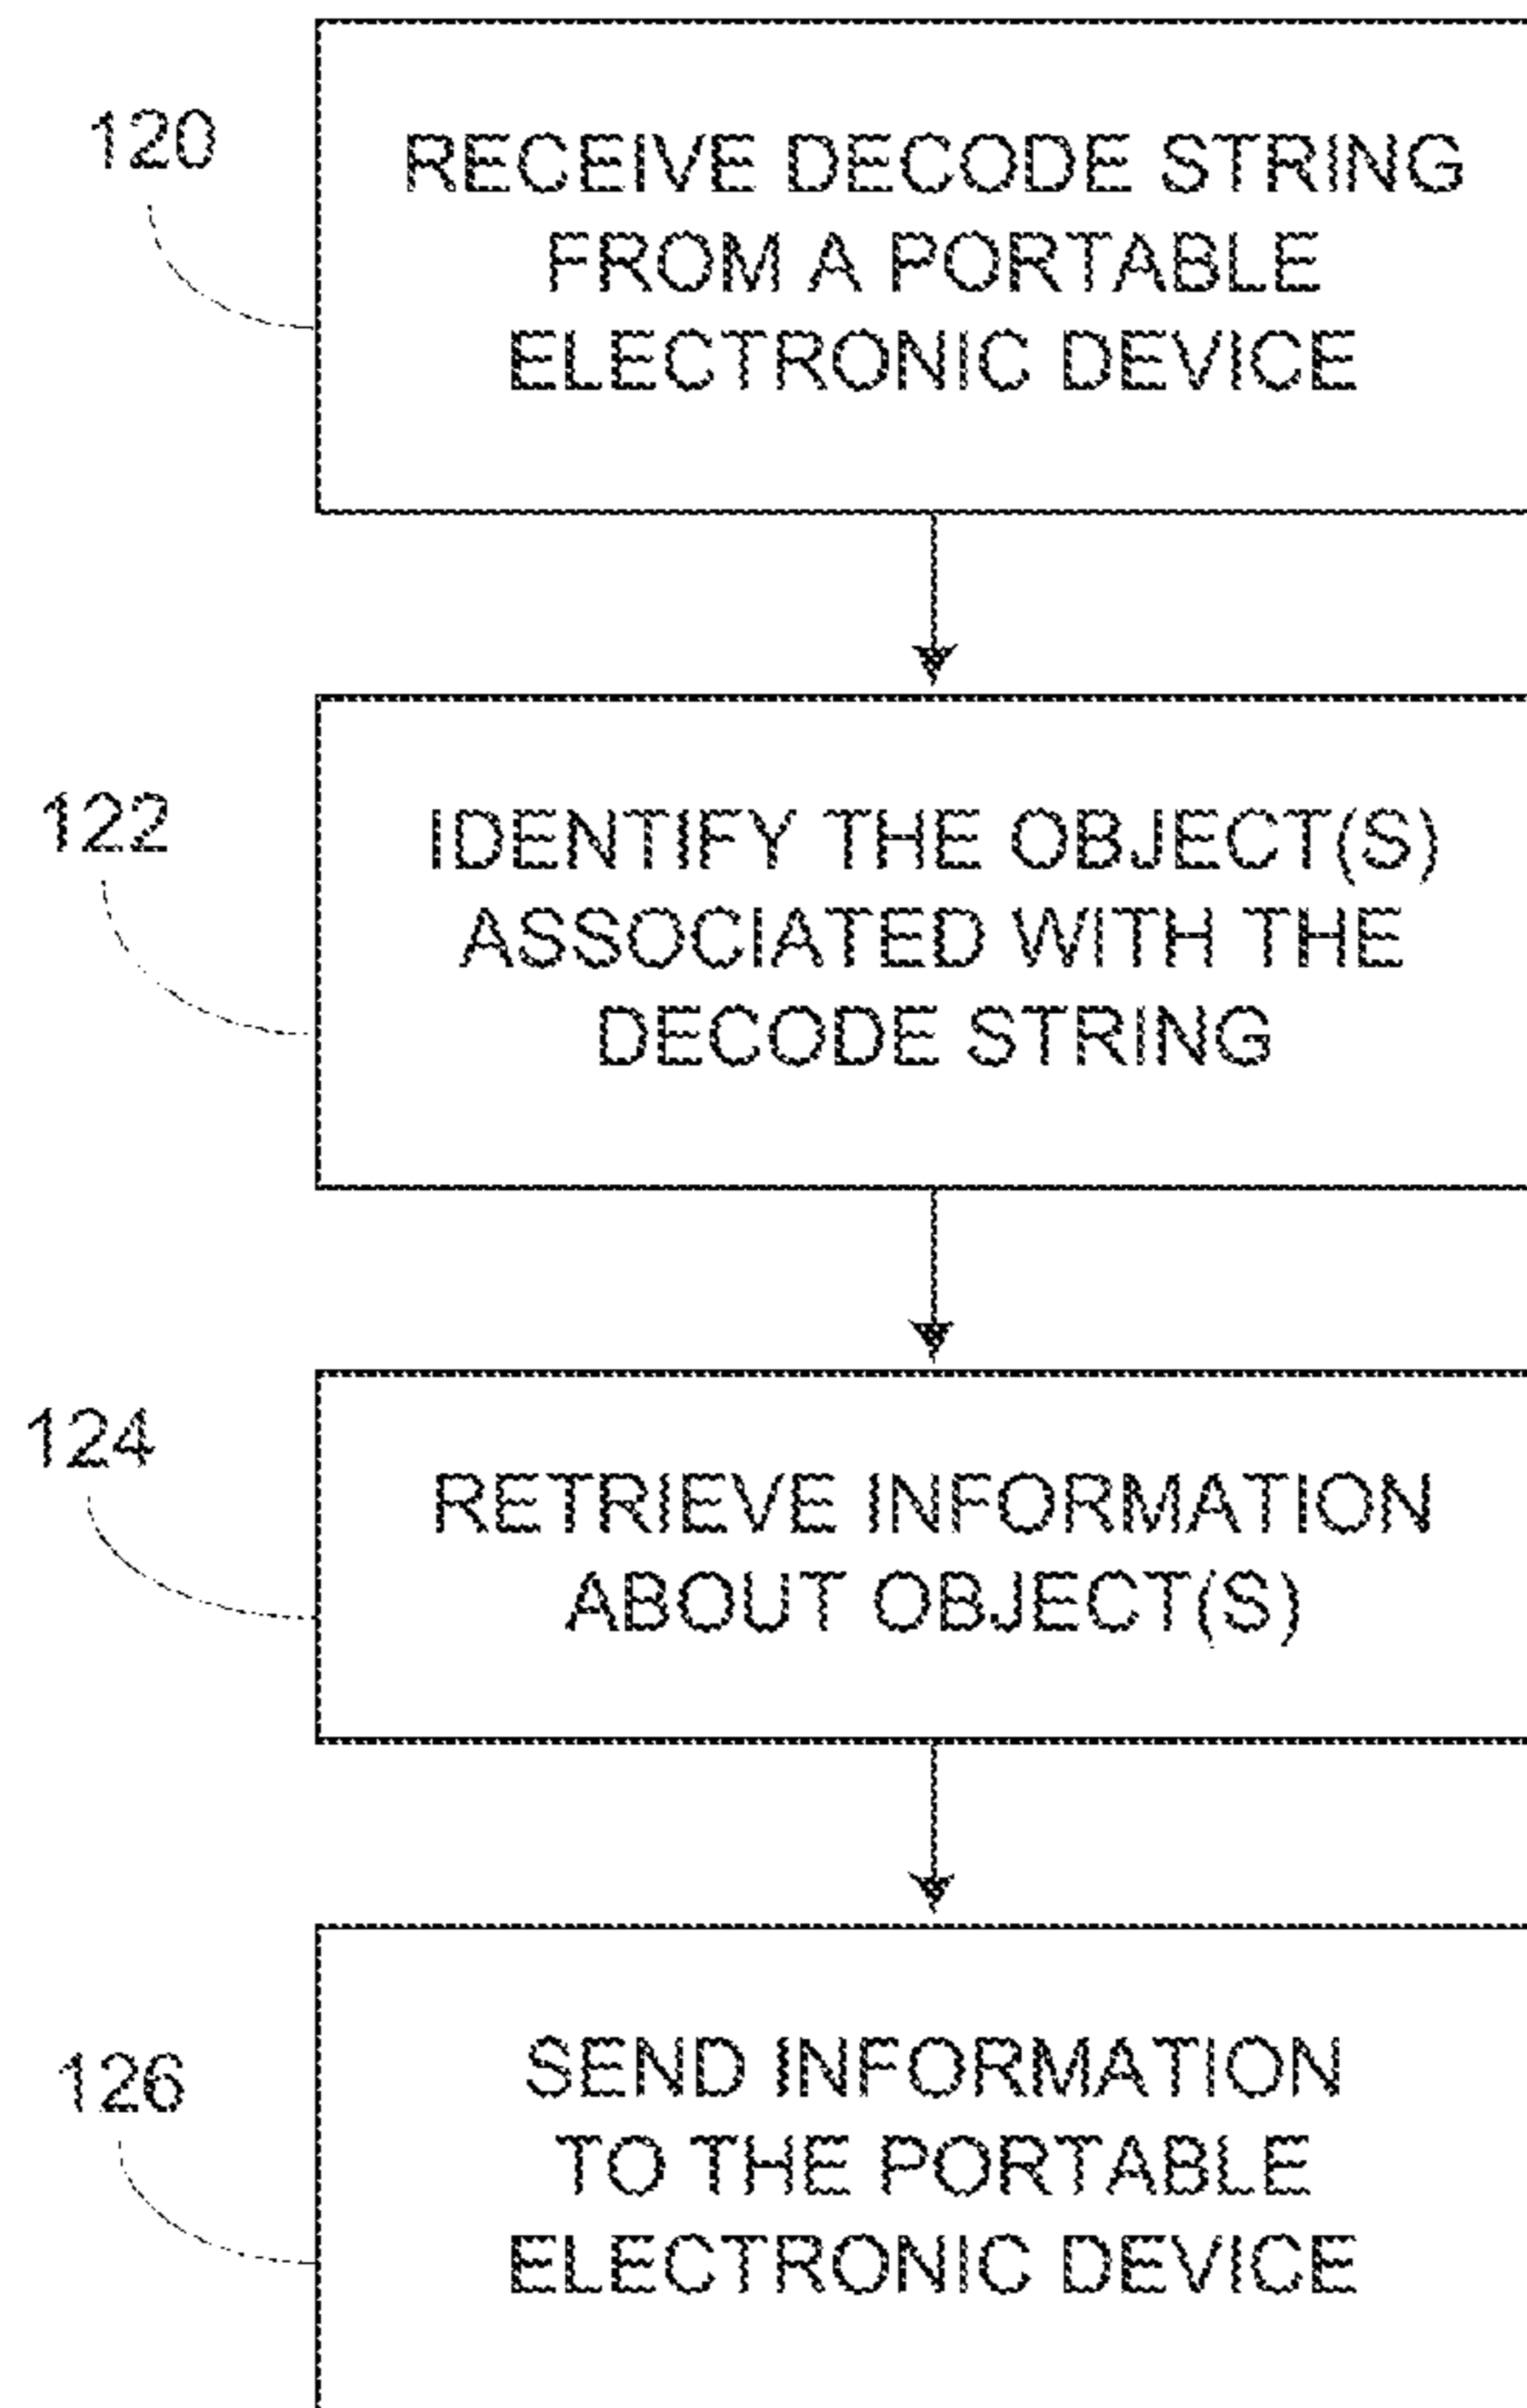 120
RECEIVE DECODE STRING
FROM A PORTABLE
ELECTRONIC DEVICE
122
IDENTIFY THE OBJECT(S)
ASSOCIATED WITH THE
DECODE STRING
124
RETRIEVE INFORMATION
ABOUT OBJECT(S)
126
SEND INFORMATION
TO THE PORTABLE
ELECTRONIC DEVICE